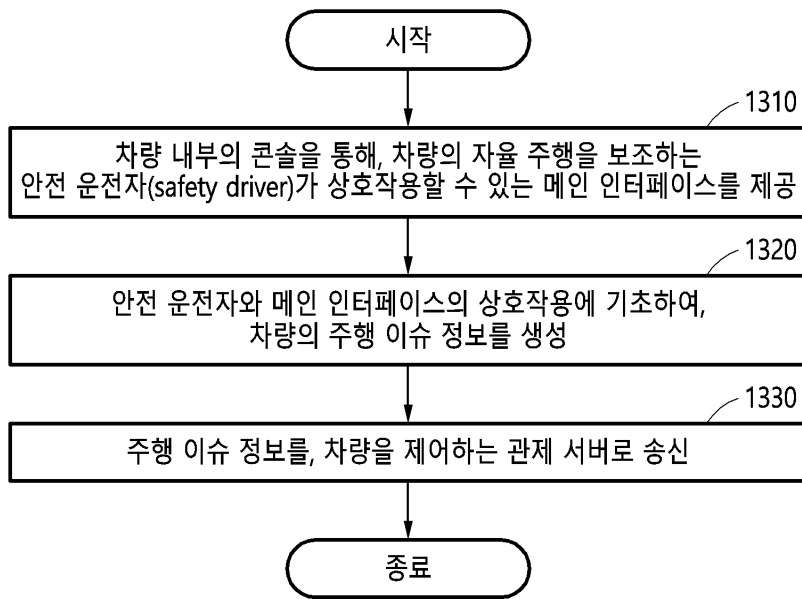 시작
1310
차량 내부의 콘솔을 통해, 차량의 자율 주행을 보조하는
안전 운전자(safety driver)가 상호작용할 수 있는 메인 인터페이스를 제공
1320
안전 운전자와 메인 인터페이스의 상호작용에 기초하여,
차량의 주행 이슈 정보를 생성
1330
주행 이슈 정보를, 차량을 제어하는 관제 서버로 송신
종료